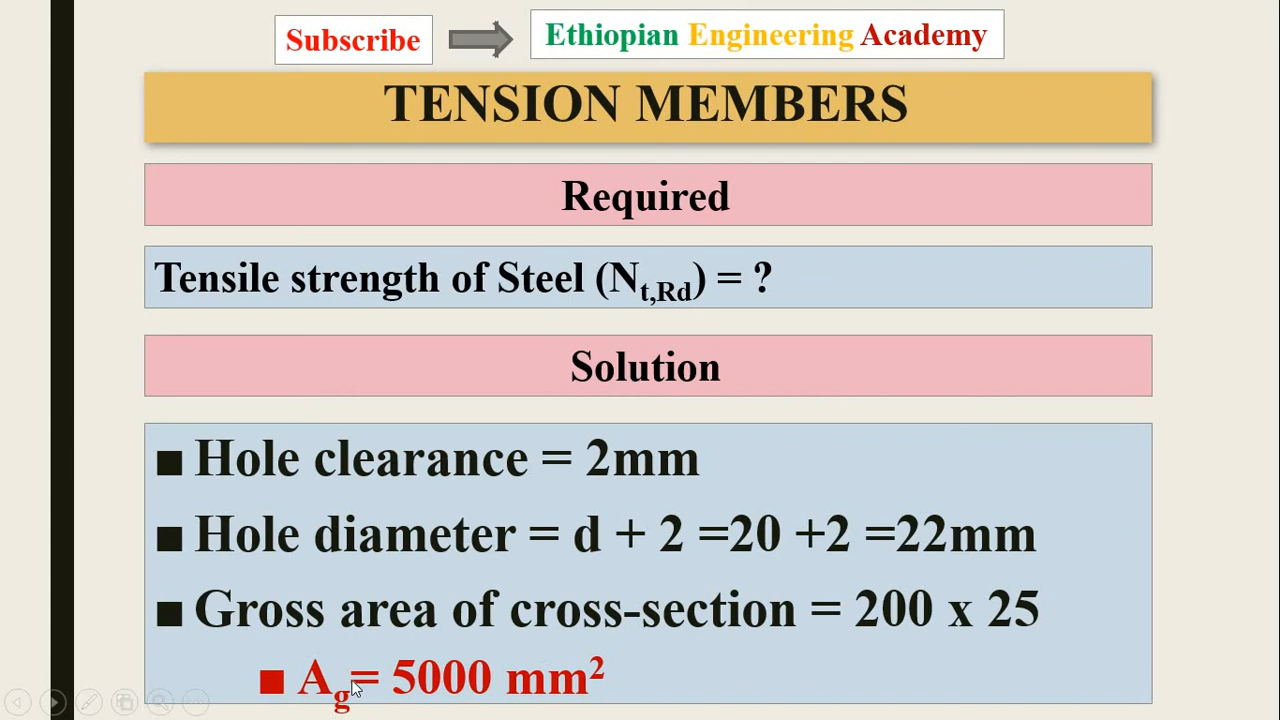 Subscribe
Ethiopian Engineering Academy
TENSION MEMBERS
Required
Tensile strength of Steel (Nt,Rd) = ?
Solution
■ Hole clearance = 2mm
■ Hole diameter = d + 2 =20 +2 =22mm
■ Gross area of cross-section = 200 x 25
■ Ag= 5000 mm²